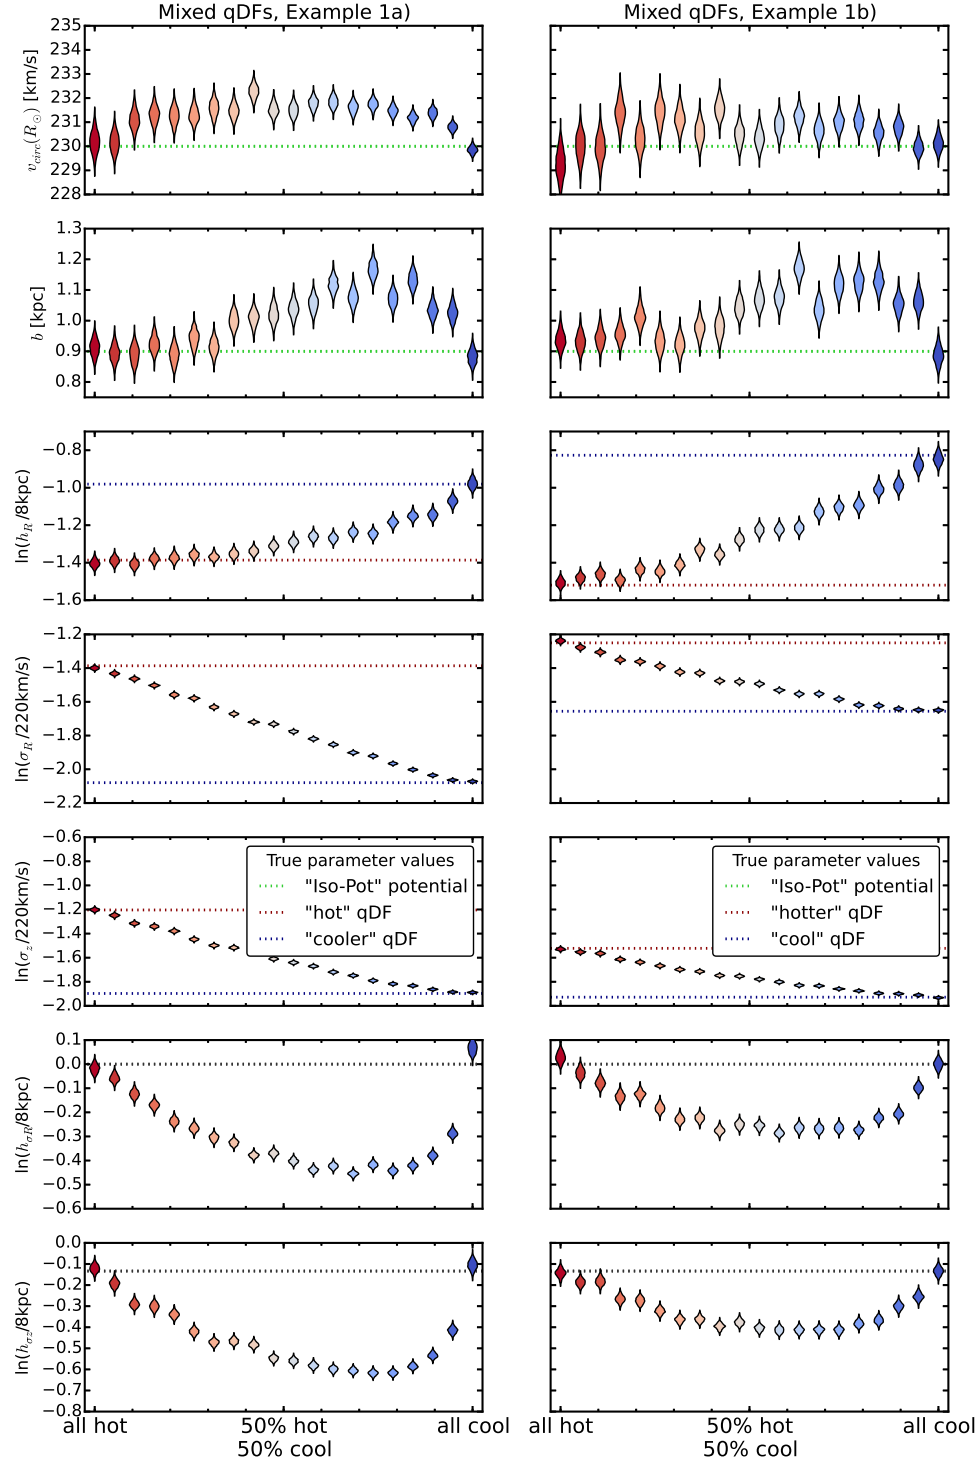 Mixed qDFs, Example 1a)
Mixed qDFs, Example 1b)
235
234
233
232
231
230
229
228
v_circ(R_⊙) [km/s]
1.3
1.2
1.1
1.0
0.9
0.8
b [kpc]
−0.8
−1.0
−1.2
−1.4
−1.6
ln(h_R/8kpc)
−1.2
−1.4
−1.6
−1.8
−2.0
−2.2
ln(σ_R/220km/s)
−0.6
−0.8
−1.0
−1.2
−1.4
−1.6
−1.8
−2.0
ln(σ_z/220km/s)
True parameter values
"Iso-Pot" potential
"hot" qDF
"cooler" qDF
True parameter values
"Iso-Pot" potential
"hotter" qDF
"cool" qDF
0.1
0.0
−0.1
−0.2
−0.3
−0.4
−0.5
−0.6
ln(h_σR/8kpc)
0.0
−0.1
−0.2
−0.3
−0.4
−0.5
−0.6
−0.7
−0.8
ln(h_σz/8kpc)
all hot
50% hot
50% cool
all cool
all hot
50% hot
50% cool
all cool